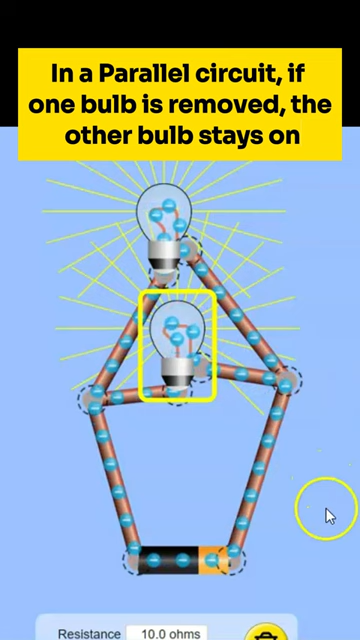 In a Parallel circuit, if
one bulb is removed, the
other bulb stays on
Resistance 10.0 ohms